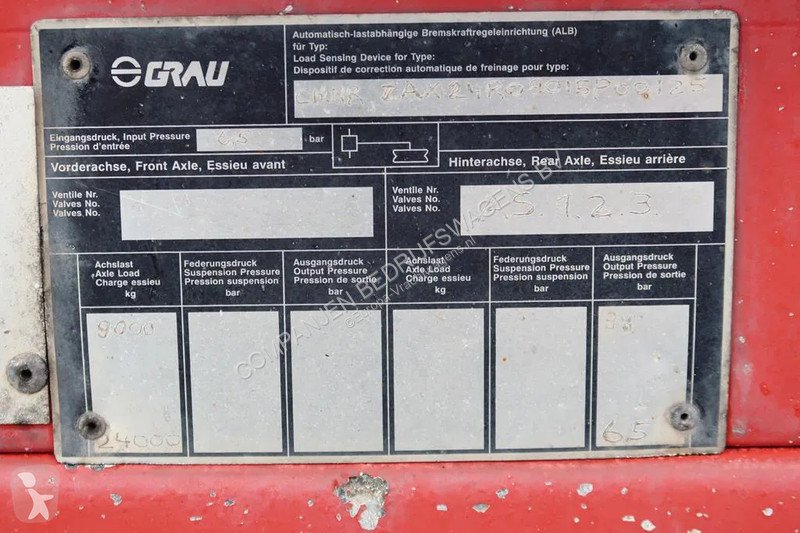 GRAU
Automatisch-lastabhängige Bremskraftregeleinrichtung (ALB)
für Typ:
Load Sensing Device for Type:
Dispositif de correction automatique de freinage pour type:
Eingangsdruck, Input Pressure
Pression d'entrée
6.5 bar
Vorderachse, Front Axle, Essieu avant
Hinterachse, Rear Axle, Essieu arrière
Ventile Nr.
Valves No.
Valves No.
Ventile Nr.
Valves No.
Valves No.
S. 1. 2. 3.
Achslast
Axle Load
Charge essieu
kg
Federungsdruck
Suspension Pressure
Pression suspension
bar
Ausgangsdruck
Output Pressure
Pression de sortie
bar
Achslast
Axle Load
Charge essieu
kg
Federungsdruck
Suspension Pressure
Pression suspension
bar
Ausgangsdruck
Output Pressure
Pression de sortie
bar
9000
24000
65
COMPANJEN BEDRIJFSWAGENS BV